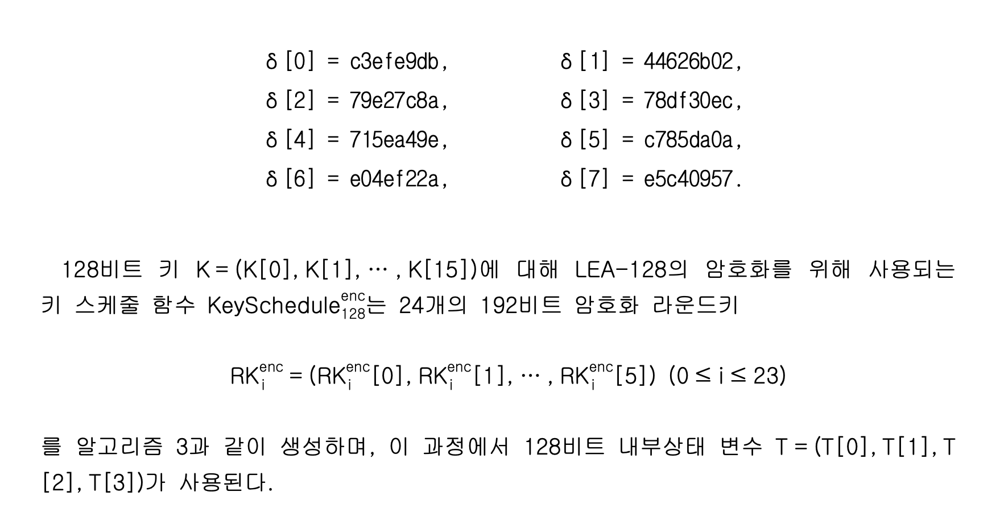 δ[0] = c3efe9db, δ[1] = 44626b02,
δ[2] = 79e27c8a, δ[3] = 78df30ec,
δ[4] = 715ea49e, δ[5] = c785da0a,
δ[6] = e04ef22a, δ[7] = e5c40957.
128비트 키 K = (K[0], K[1], ⋯ , K[15])에 대해 LEA-128의 암호화를 위해 사용되는
키 스케줄 함수 KeySchedule_{128}^{enc}는 24개의 192비트 암호화 라운드키
RK_i^{enc} = (RK_i^{enc}[0], RK_i^{enc}[1], ⋯ , RK_i^{enc}[5]) (0 ≤ i ≤ 23)
를 알고리즘 3과 같이 생성하며, 이 과정에서 128비트 내부상태 변수 T = (T[0], T[1], T
[2], T[3])가 사용된다.